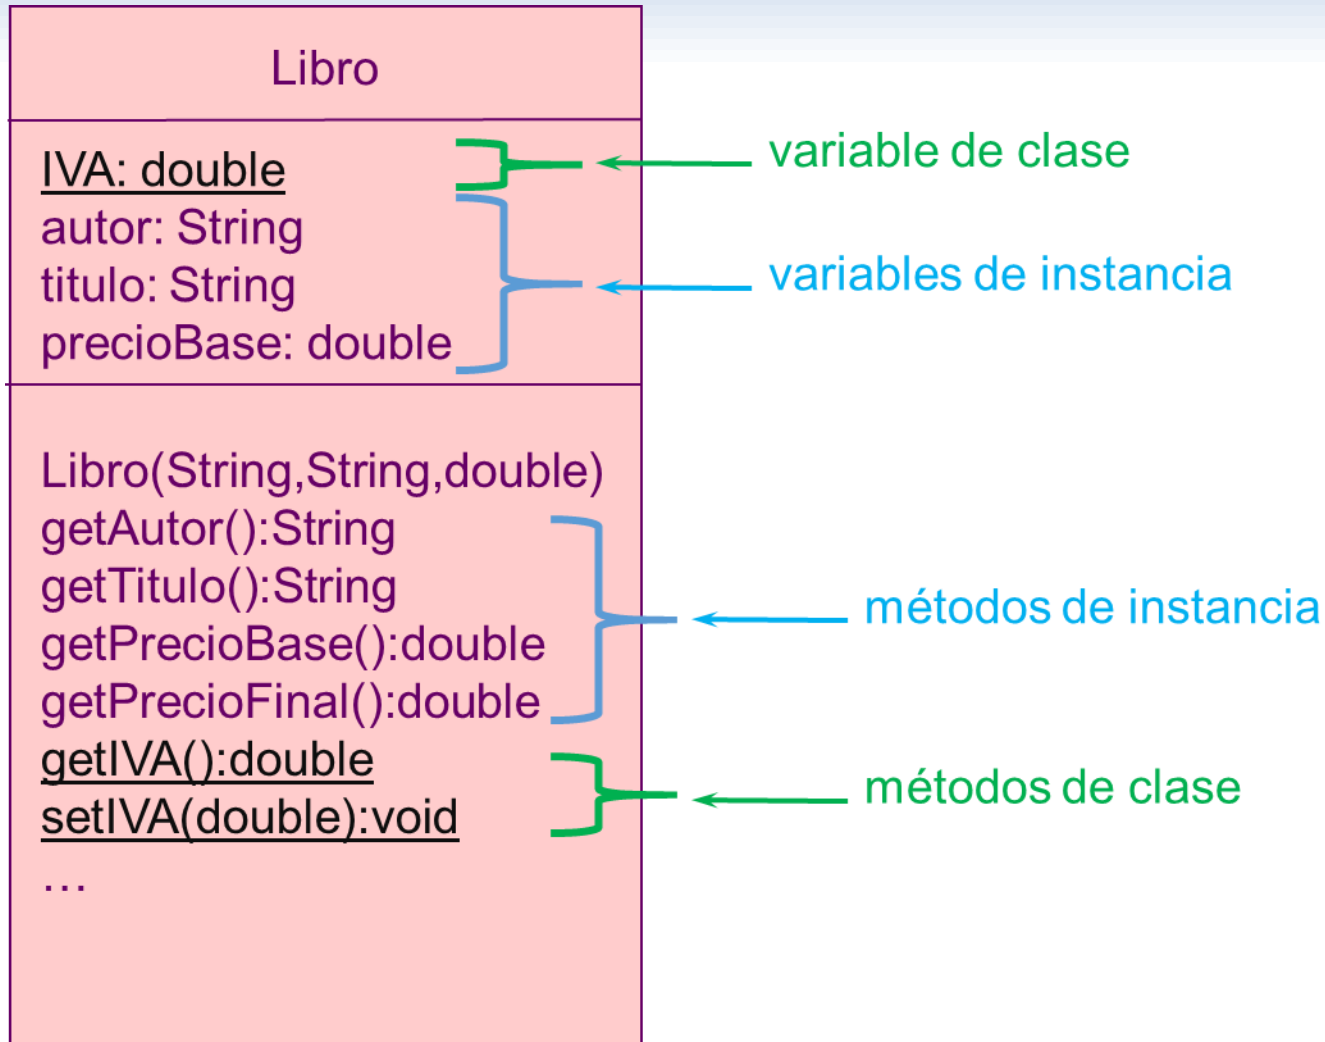 Libro
IVA: double
variable de clase
autor: String
titulo: String
variables de instancia
precioBase: double
Libro(String,String,double)
getAutor():String
getTitulo():String
métodos de instancia
getPrecioBase():double
getPrecioFinal():double
getIVA():double
métodos de clase
setIVA(double):void
…